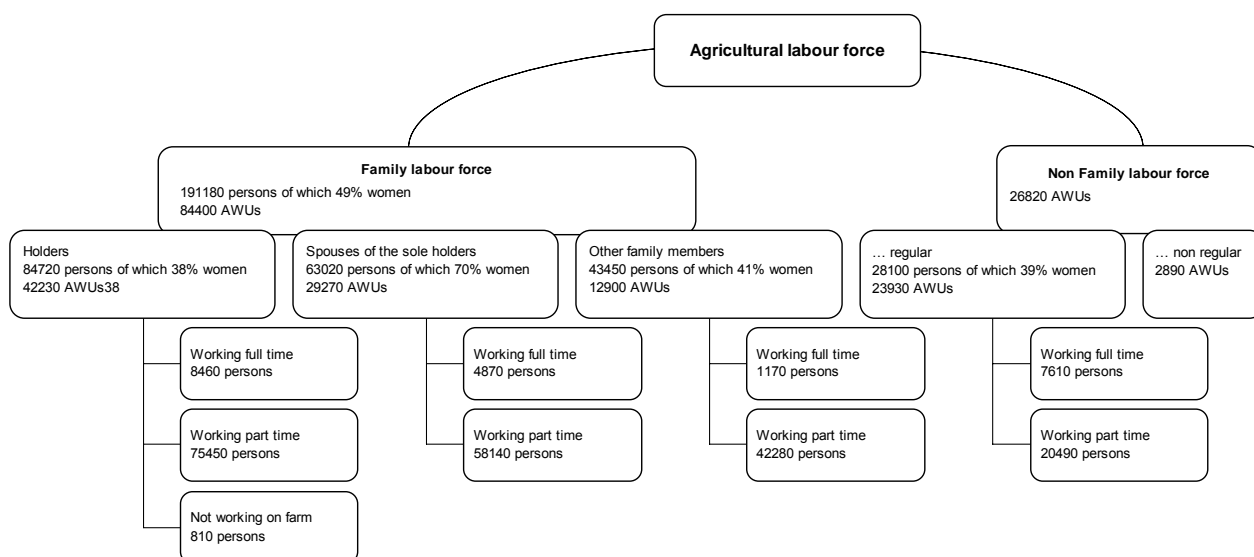 Agricultural labour force
Family labour force
191180 persons of which 49% women
84400 AWUs
Non Family labour force
26820 AWUs
Holders
84720 persons of which 38% women
42230 AWUs38
Spouses of the sole holders
63020 persons of which 70% women
29270 AWUs
Other family members
43450 persons of which 41% women
12900 AWUs
… regular
28100 persons of which 39% women
23930 AWUs
… non regular
2890 AWUs
Working full time
8460 persons
Working full time
4870 persons
Working full time
1170 persons
Working full time
7610 persons
Working part time
75450 persons
Working part time
58140 persons
Working part time
42280 persons
Working part time
20490 persons
Not working on farm
810 persons